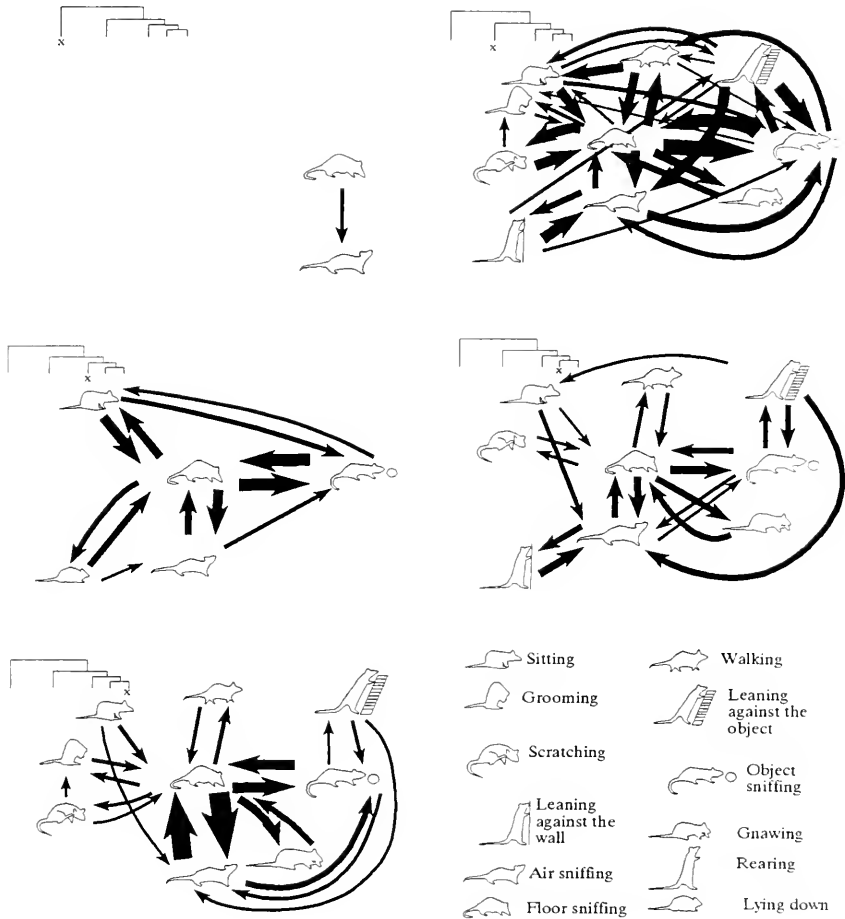 x
x
x
x
x
Sitting
Walking
Grooming
Leaning
against the
object
Scratching
Object
sniffing
Leaning
against the
wall
Gnawing
Rearing
Air sniffing
Floor sniffing
Lying down